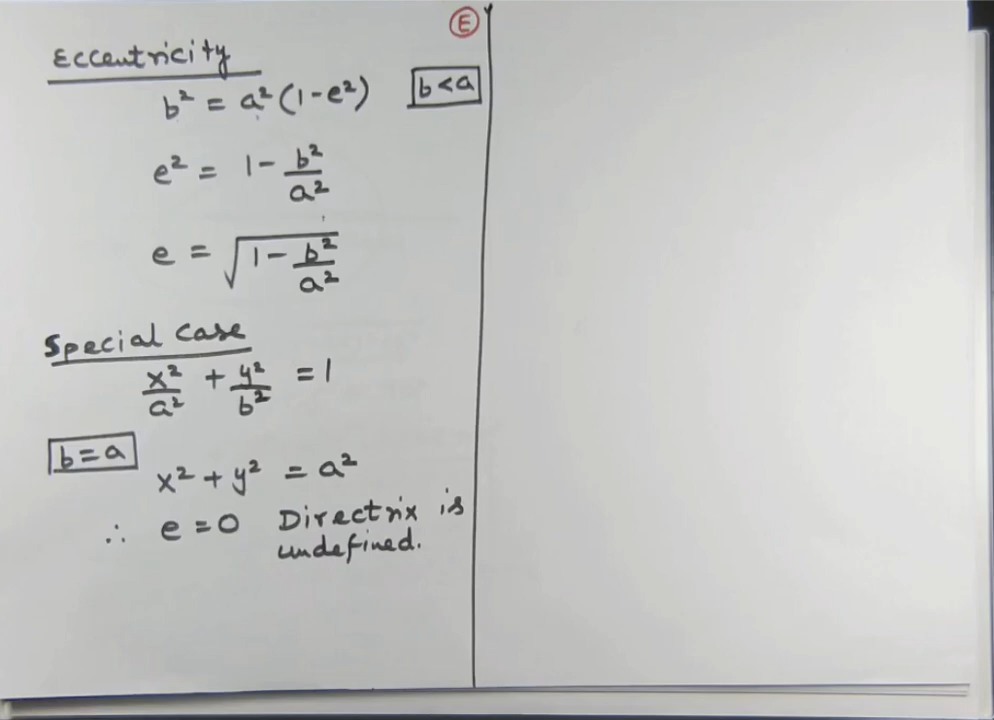 E
Eccentricity
b² = a²(1-e²) b<a
e² = 1 - b²/a²
e = √(1 - b²/a²)
Special Case
x²/a² + y²/b² = 1
b=a
x² + y² = a²
∴ e = 0 Directrix is
undefined.